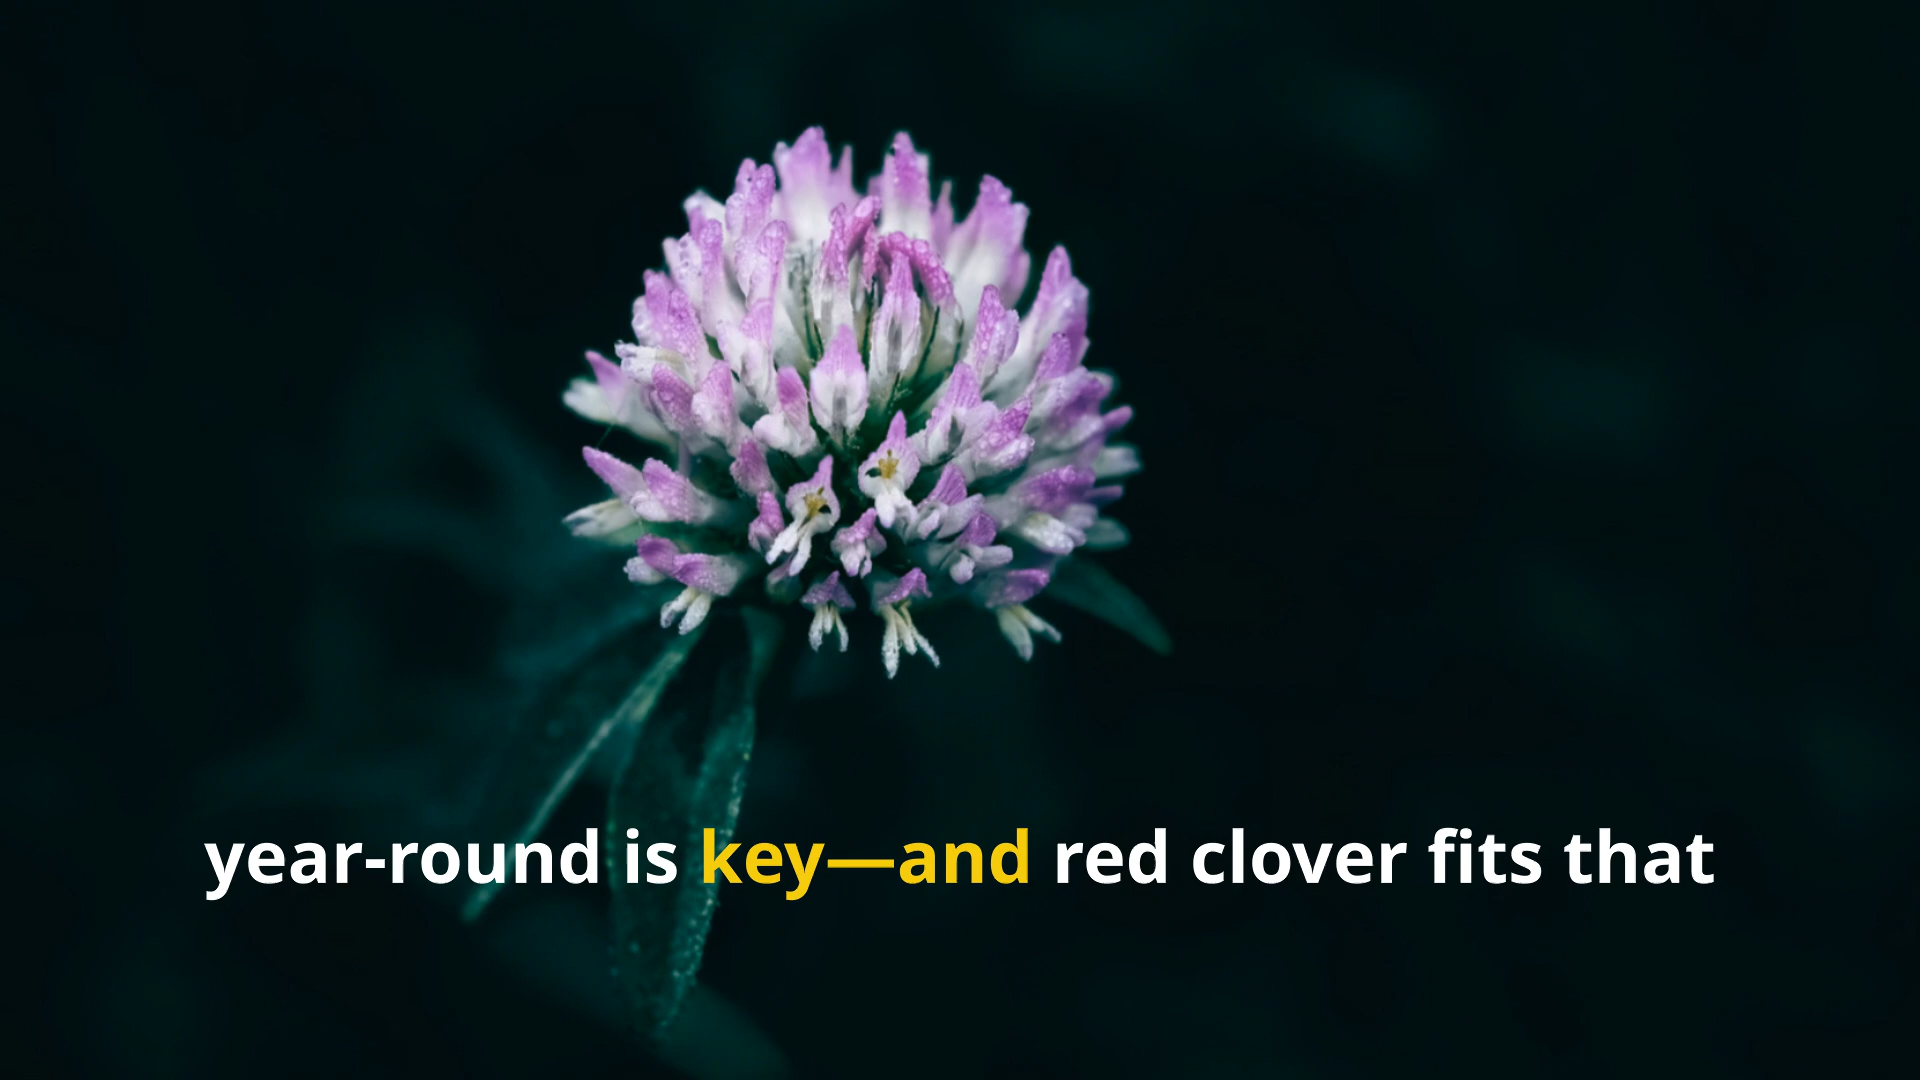 year-round is key—and red clover fits that